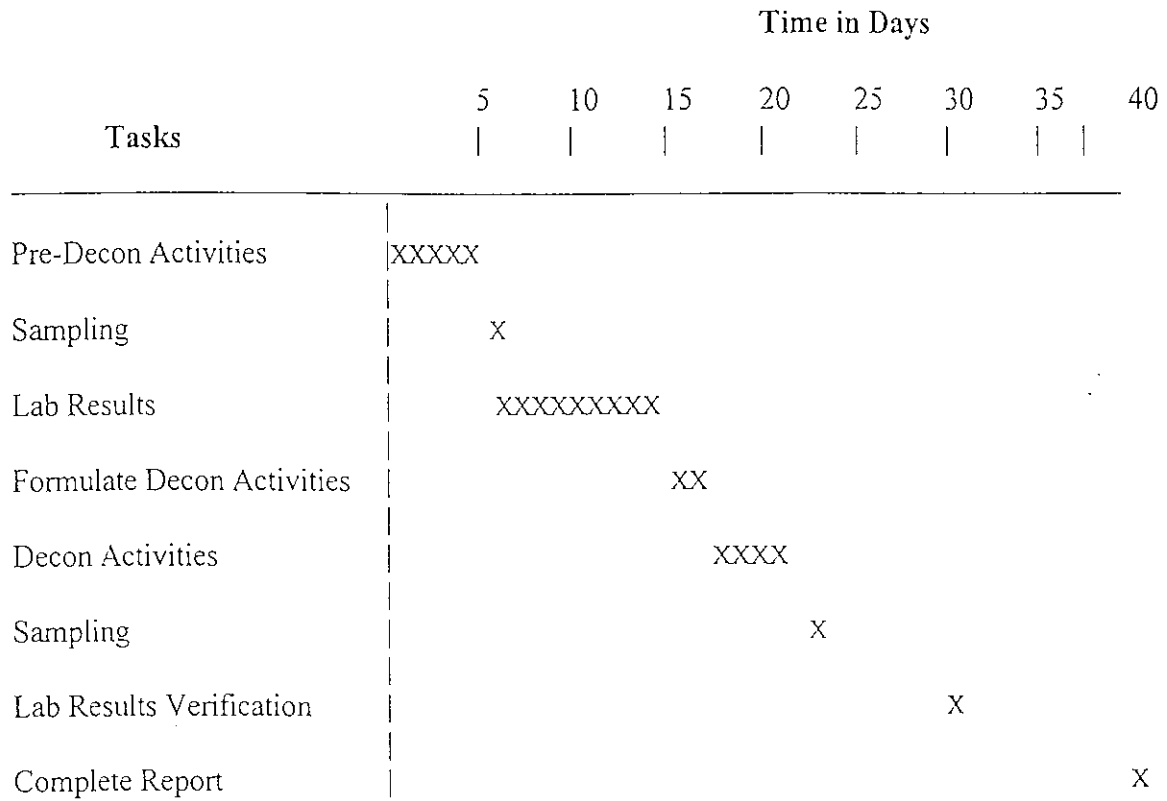 Time in Days
5 10 15 20 25 30 35 40
Tasks
Pre-Decon Activities XXXXX
Sampling X
Lab Results XXXXXXXXX
Formulate Decon Activities XX
Decon Activities XXXX
Sampling X
Lab Results Verification X
Complete Report X